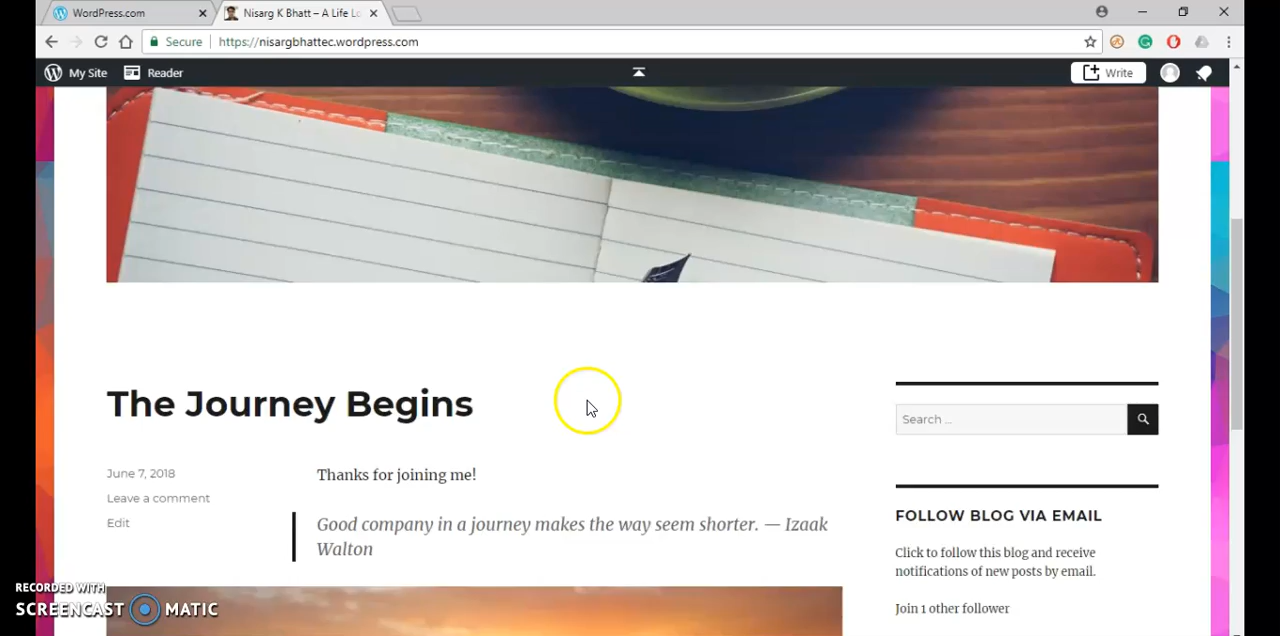 WordPress.com
Nisarg K Bhatt – A Life Lo
Secure
https://nisargbhattec.wordpress.com
My Site
Reader
Write
The Journey Begins
Search …
June 7, 2018
Leave a comment
Edit
Thanks for joining me!
Good company in a journey makes the way seem shorter. — Izaak
Walton
FOLLOW BLOG VIA EMAIL
Click to follow this blog and receive
notifications of new posts by email.
Join 1 other follower
RECORDED WITH
SCREENCAST MATIC